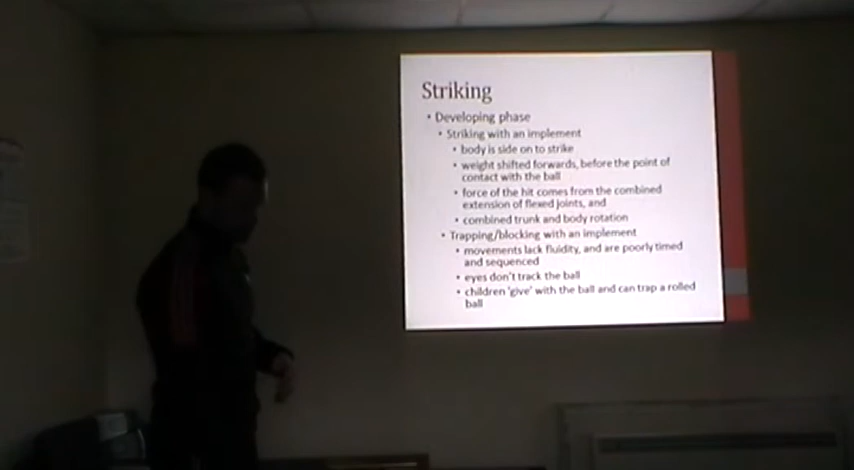 Striking
• Developing phase
• Striking with an implement
• body is side on to strike
• weight shifted forwards, before the point of
contact with the ball
• force of the hit comes from the combined
extension of flexed joints, and
• combined trunk and body rotation
• Trapping/blocking with an implement
• movements lack fluidity, and are poorly timed
and sequenced
• eyes don't track the ball
• children 'give' with the ball and can trap a rolled
ball